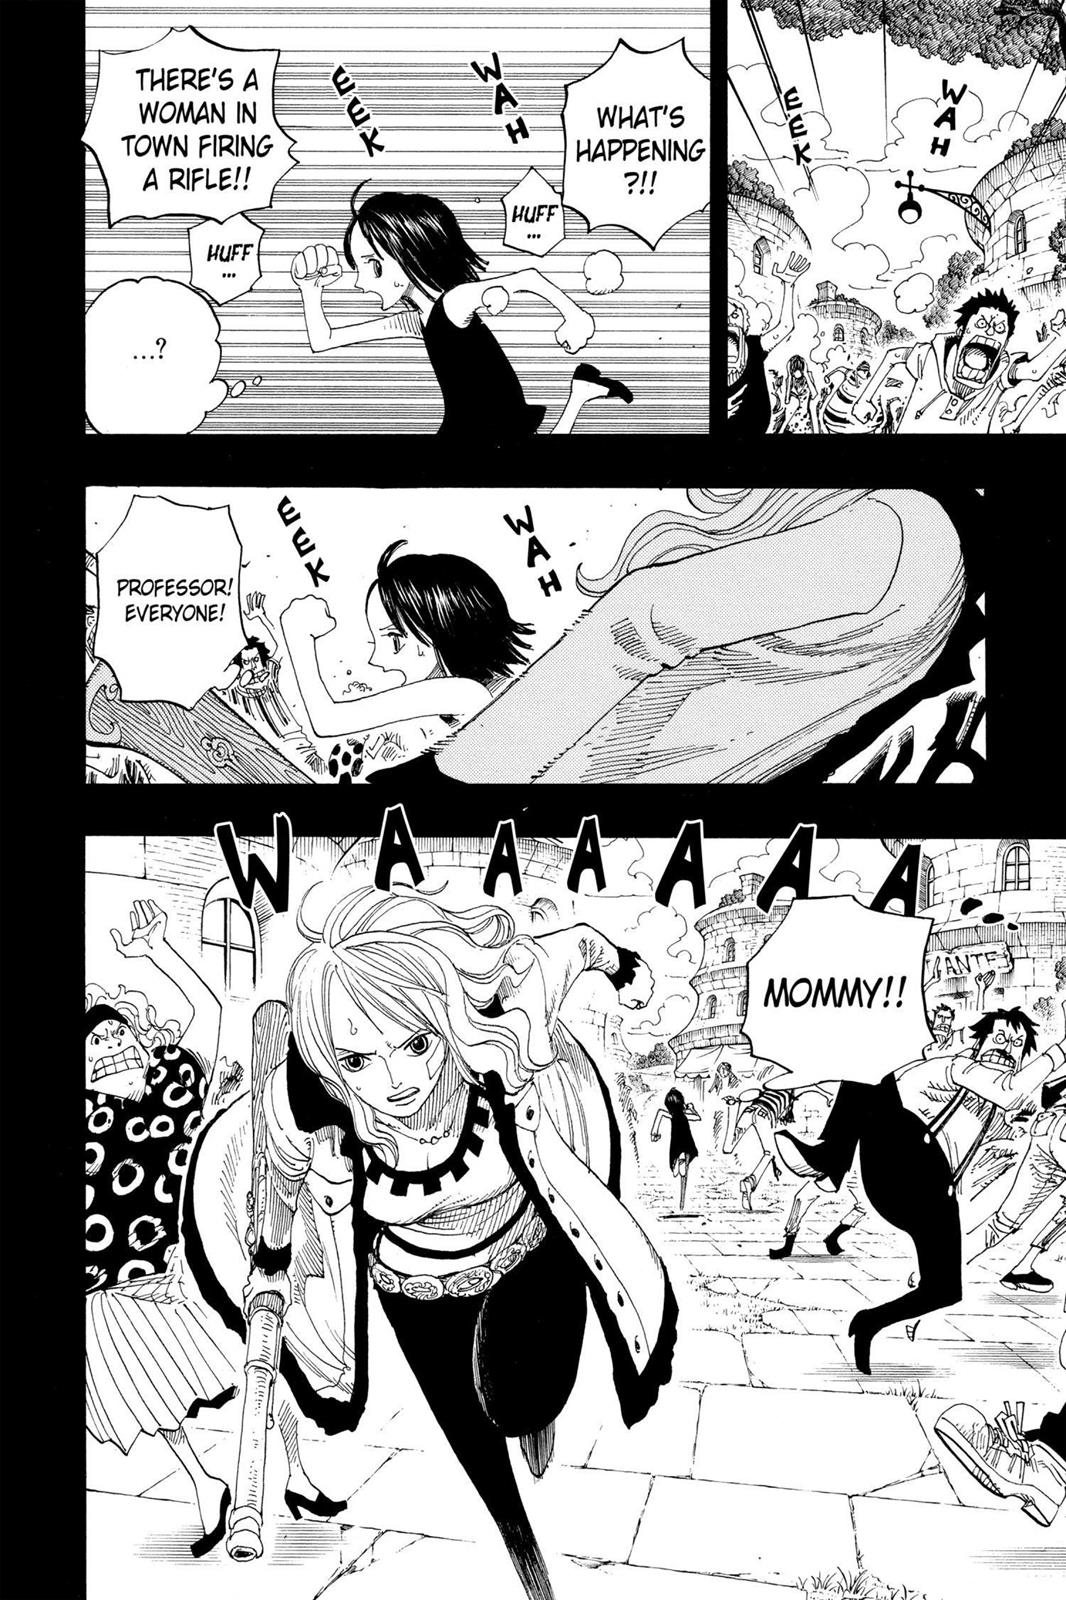 WAH
EEK
WHAT'S
HAPPENING
?!!
WAH
EEK
HUFF
...
THERE'S A
WOMAN IN
TOWN FIRING
A RIFLE!!
HUFF
...
...?
WAH
EEK
PROFESSOR!
EVERYONE!
WAAAAAA
MOMMY!!
ANTE